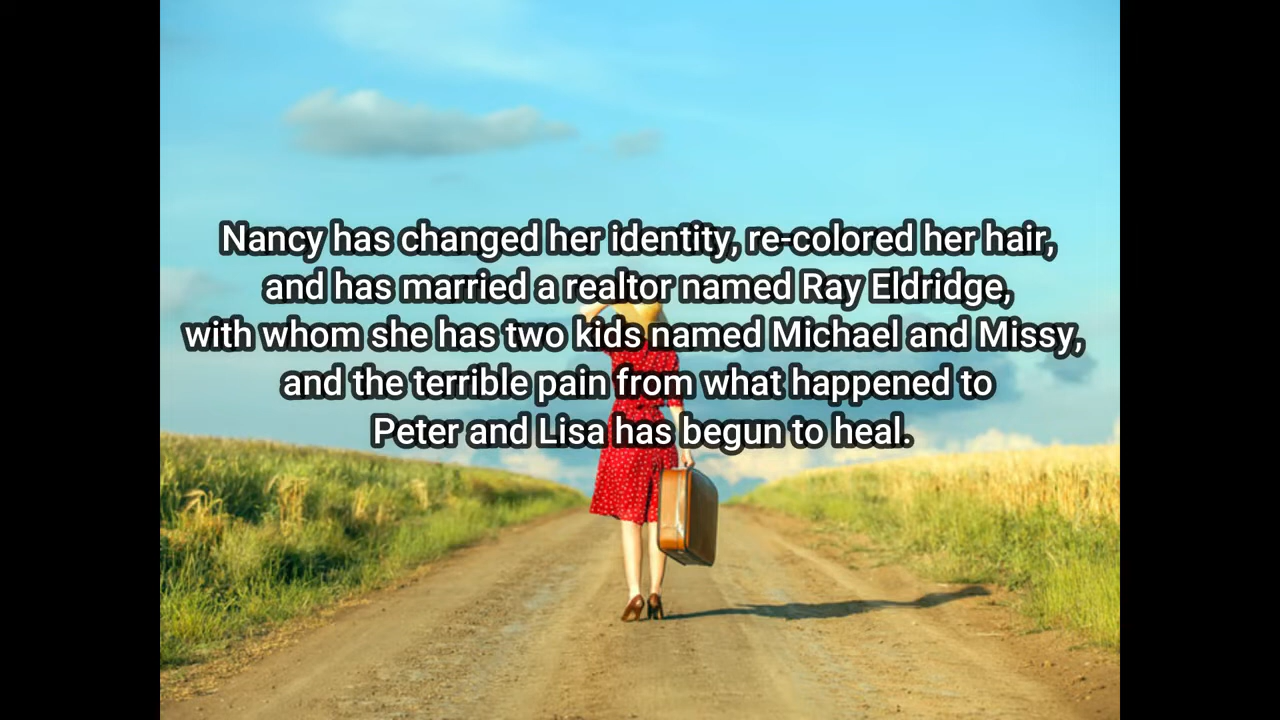 Nancy has changed her identity, re-colored her hair,
and has married a realtor named Ray Eldridge,
with whom she has two kids named Michael and Missy,
and the terrible pain from what happened to
Peter and Lisa has begun to heal.